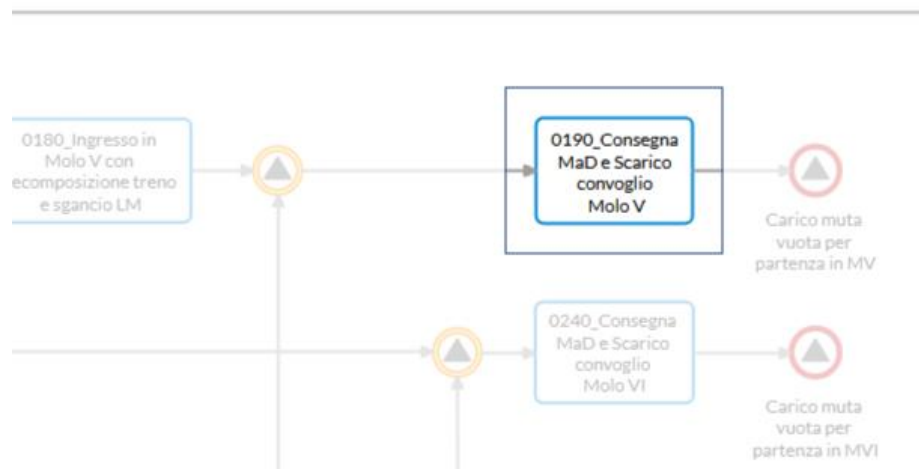 0180_Ingresso in
Molo V con
ecomposizione treno
e sgancio LM
0190_Consegna
MaD e Scarico
convoglio
Molo V
Carico muta
vuota per
partenza in MV
0240_Consegna
MaD e Scarico
convoglio
Molo VI
Carico muta
vuota per
partenza in MVI